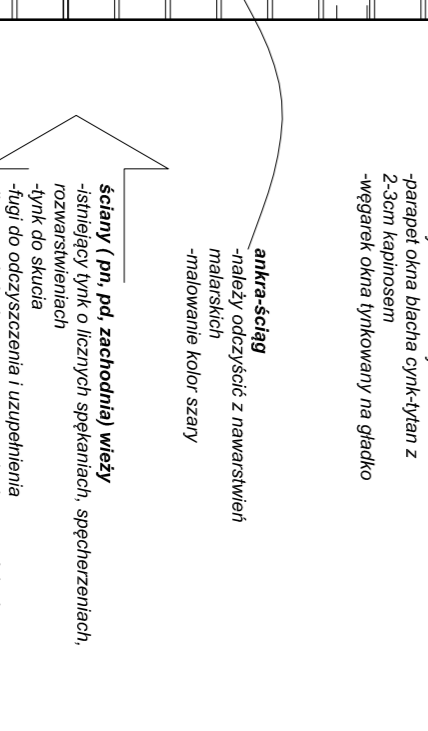 -parapet okna blacha cynk-tytan z
2-3cm kapinosem
-węgarek okna tynkowany na gładko
ankra-ściąg
-należy odczyścić z nawarstwień
malarskich
-malowanie kolor szary
ściany ( pn, pd, zachodnia) wieży
-istniejący tynk o licznych spękaniach, spęcherzeniach,
rozwarstwieniach
-tynk do skucia
-fugi do odczyszczenia i uzupełnienia